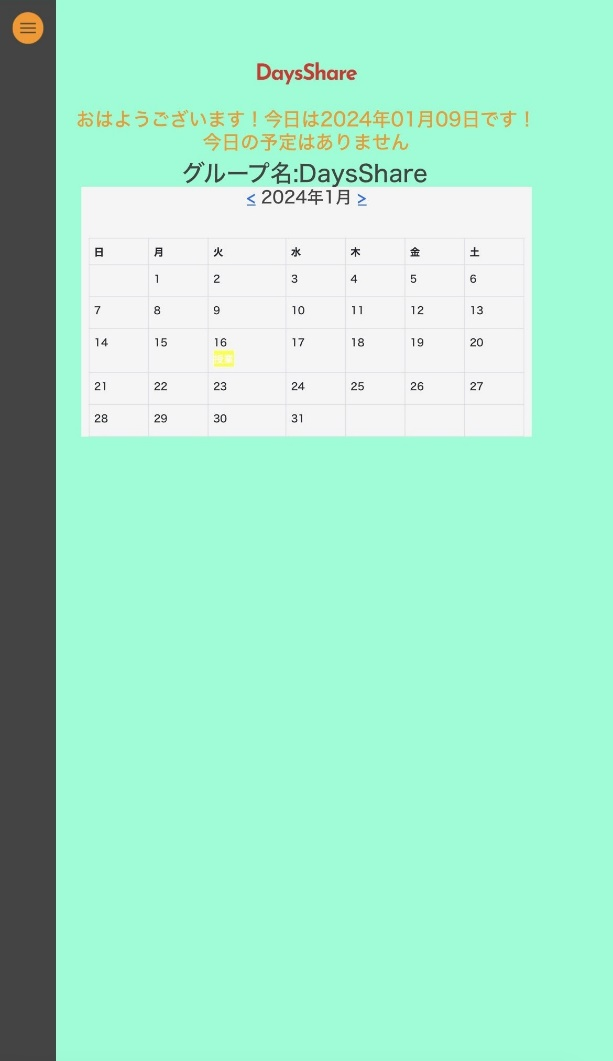 DaysShare
おはようございます！今日は2024年01月09日です！
今日の予定はありません
グループ名:DaysShare
< 2024年1月 >
日 月 火 水 木 金 土
1 2 3 4 5 6
7 8 9 10 11 12 13
14 15 16 17 18 19 20
21 22 23 24 25 26 27
28 29 30 31